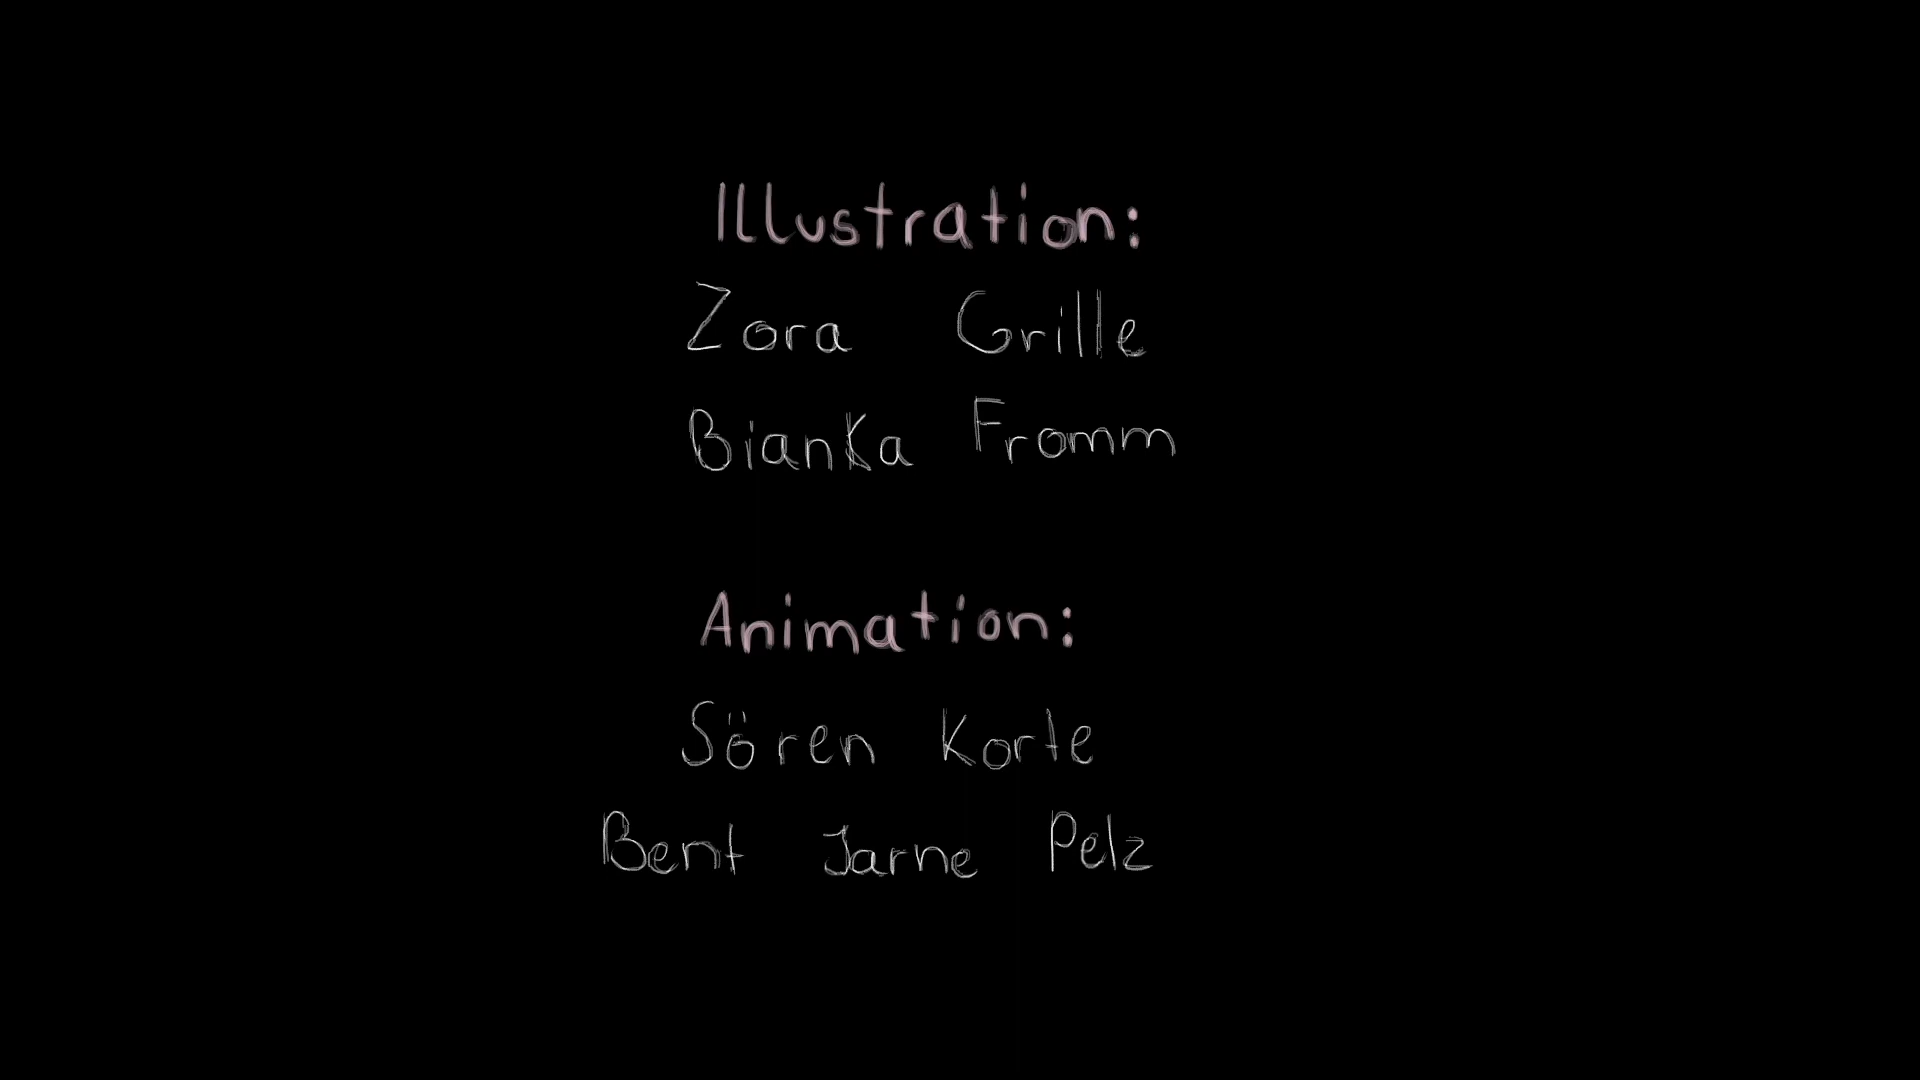 Illustration:
Zora Grille
Bianka Fromm
Animation:
Sören Korte
Bent Jarne Pelz